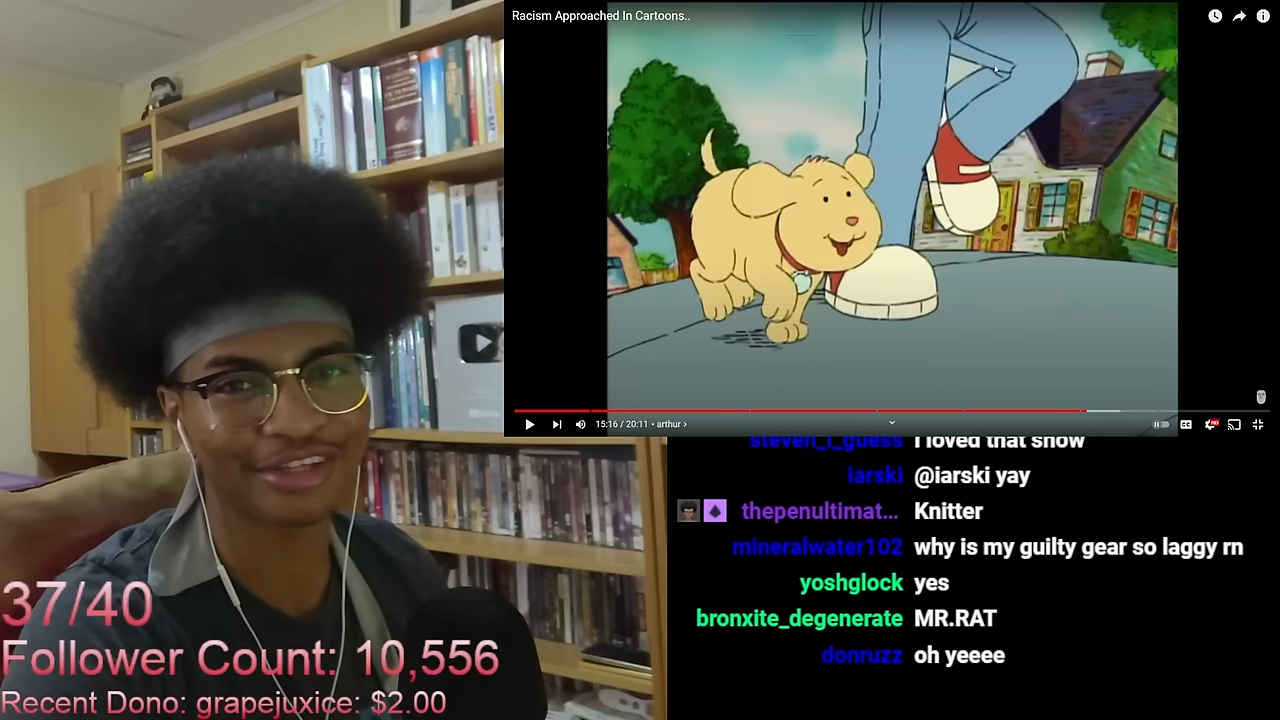 Racism Approached In Cartoons..
15:16 / 20:11 • arthur ›
steven_i_guess I loved that show
iarski @iarski yay
thepenultimat... Knitter
mineralwater102 why is my guilty gear so laggy rn
yoshglock yes
bronxite_degenerate MR.RAT
donruzz oh yeeee
37/40
Follower Count: 10,556
Recent Dono: grapejuxice: $2.00